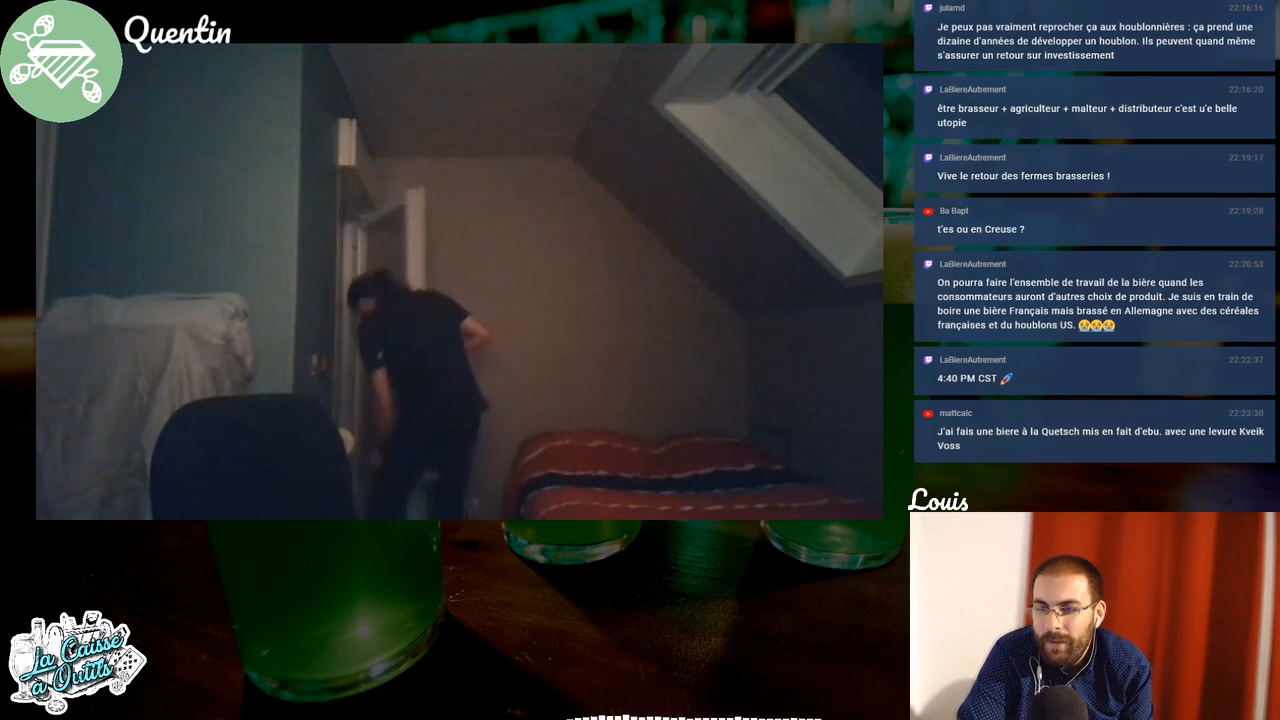 Quentin
julamd 22:16:16
Je peux pas vraiment reprocher ça aux houblonnières : ça prend une
dizaine d'années de développer un houblon. Ils peuvent quand même
s'assurer un retour sur investissement
LaBiereAutrement 22:16:20
être brasseur + agriculteur + malteur + distributeur c'est u'e belle
utopie
LaBiereAutrement 22:19:17
Vive le retour des fermes brasseries !
Ba Bapt 22:19:28
t'es ou en Creuse ?
LaBiereAutrement 22:20:53
On pourra faire l'ensemble de travail de la bière quand les
consommateurs auront d'autres choix de produit. Je suis en train de
boire une bière Français mais brassé en Allemagne avec des céréales
françaises et du houblons US. 😭😭😭
LaBiereAutrement 22:22:37
4:40 PM CST 🚀
mattcalc 22:23:30
J'ai fais une biere à la Quetsch mis en fait d'ebu. avec une levure Kveik
Voss
Louis
La Caisse
à Outils